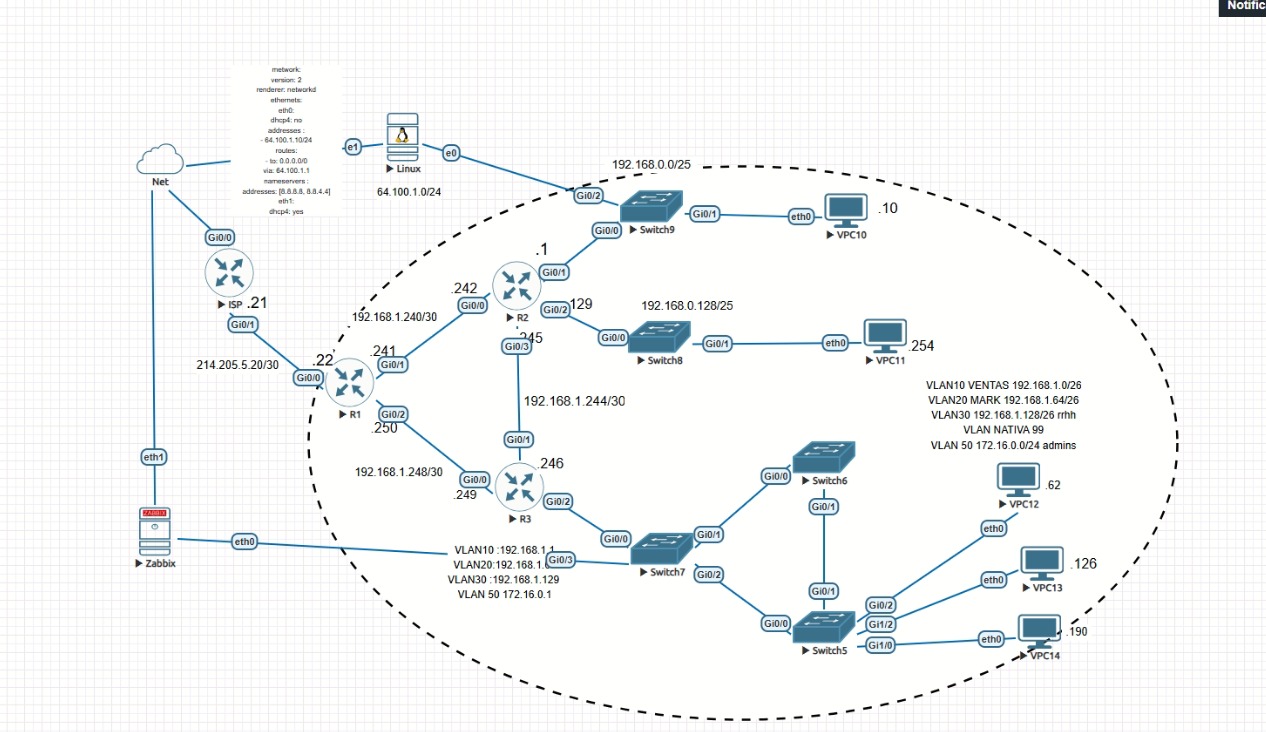 Notific
metwork:
version: 2
renderer: networkd
ethernets:
eth0:
dhcp4: no
addresses :
- 64.100.1.10/24
routes:
- to: 0.0.0.0/0
via: 64.100.1.1
nameservers :
addresses: [8.8.8.8, 8.8.4.4]
eth1:
dhcp4: yes
Net
e1
Linux
e0
64.100.1.0/24
192.168.0.0/25
Gi0/2
Switch9
Gi0/1
eth0
.10
VPC10
Gi0/0
Gi0/0
ISP
.21
Gi0/1
.1
Gi0/1
R2
.242
Gi0/0
192.168.1.240/30
Gi0/2
129
192.168.0.128/25
Gi0/0
Switch8
Gi0/1
eth0
.254
VPC11
245
Gi0/3
214.205.5.20/30
.22
Gi0/0
.241
Gi0/1
R1
Gi0/2
.250
192.168.1.244/30
VLAN10 VENTAS 192.168.1.0/26
VLAN20 MARK 192.168.1.64/26
VLAN30 192.168.1.128/26 rrhh
VLAN NATIVA 99
VLAN 50 172.16.0.0/24 admins
Gi0/1
.246
192.168.1.248/30
Gi0/0
.249
R3
Gi0/2
eth1
ZABBIX
Zabbix
eth0
VLAN10 :192.168.1.1
VLAN20:192.168.1.
VLAN30 :192.168.1.129
VLAN 50 172.16.0.1
Gi0/3
Gi0/0
Switch7
Gi0/1
Gi0/2
Gi0/0
Switch6
Gi0/1
Gi0/1
Gi0/0
Switch5
Gi0/2
Gi1/2
Gi1/0
eth0
.62
VPC12
eth0
.126
VPC13
eth0
.190
VPC14